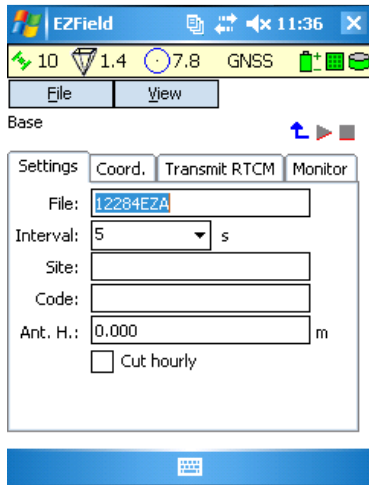 EZField 11:36
10 1.4 7.8 GNSS
File View
Base
Settings Coord. Transmit RTCM Monitor
File: 12284EZA
Interval: 5 s
Site:
Code:
Ant. H.: 0.000 m
Cut hourly